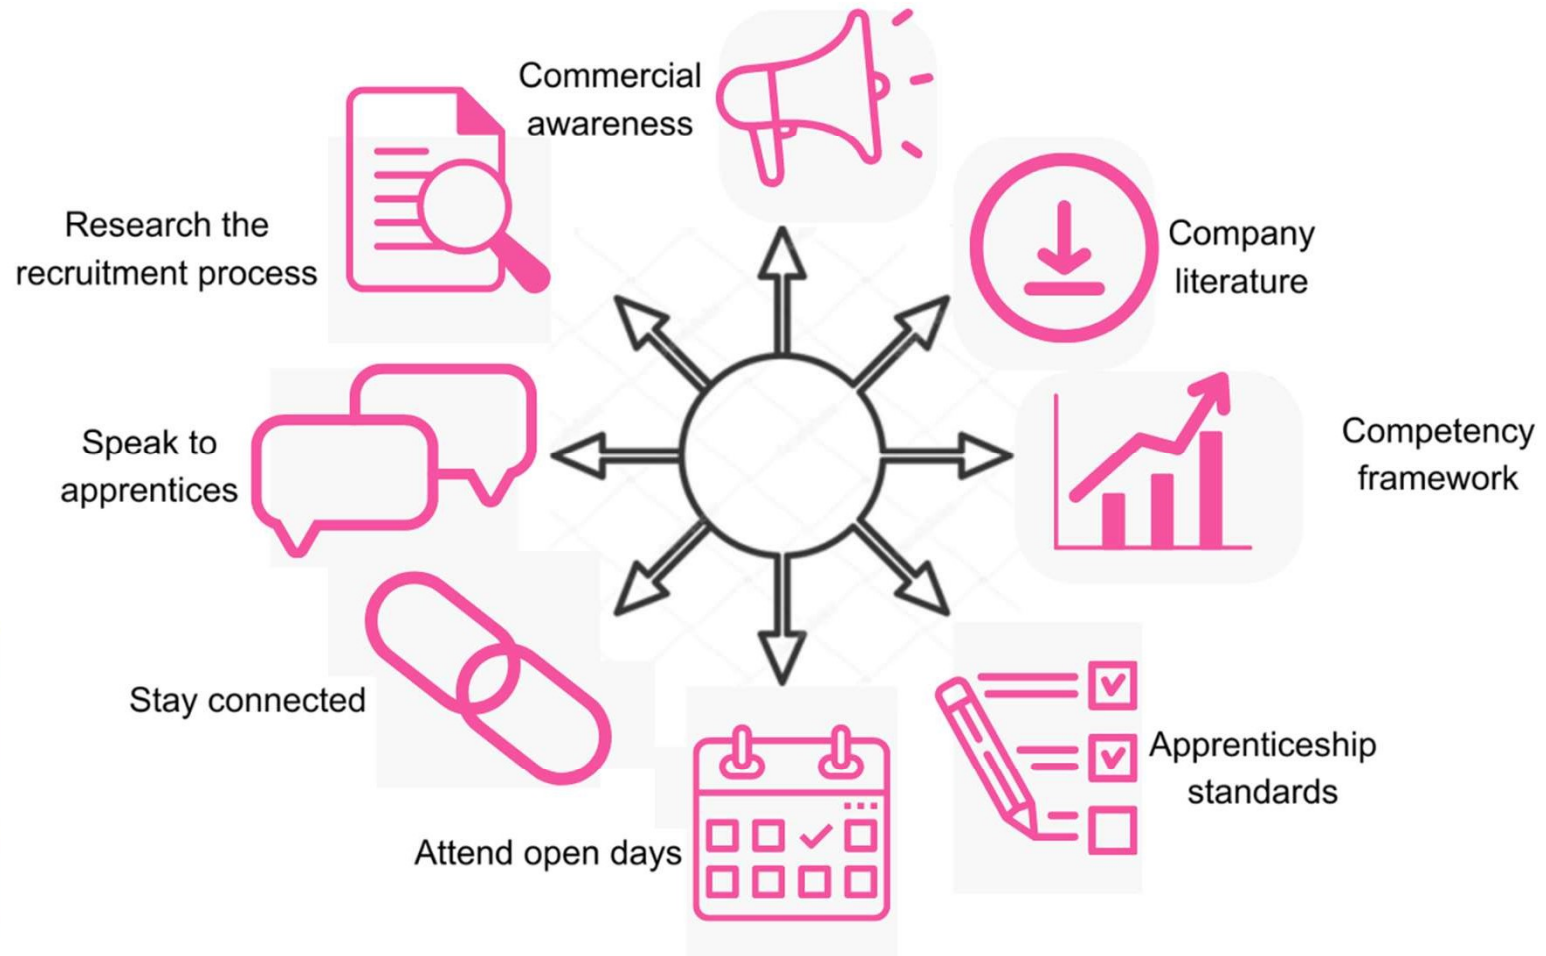 Commercial
awareness
Company
literature
Competency
framework
Apprenticeship
standards
Attend open days
Stay connected
Speak to
apprentices
Research the
recruitment process